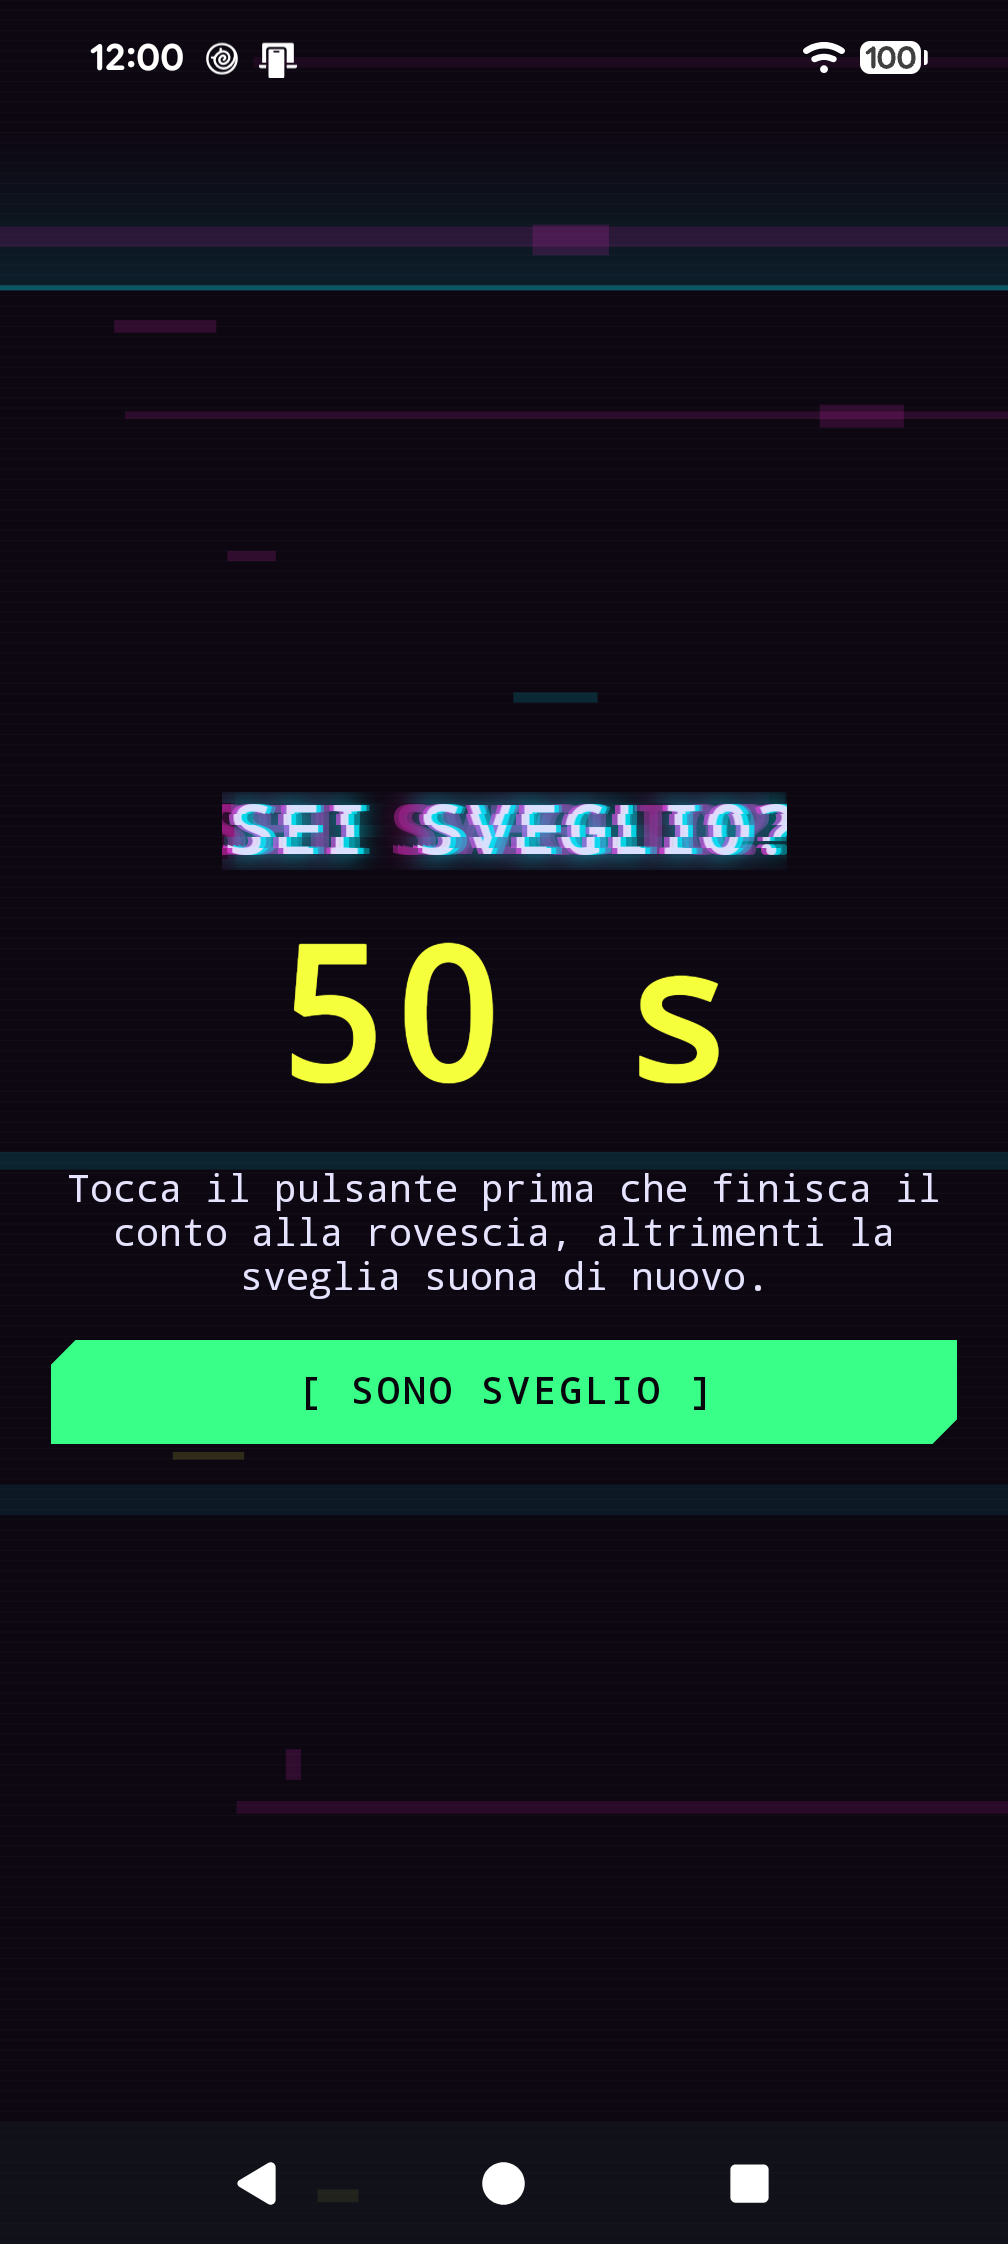 12:00
100
SEI SVEGLIO?
50 s
Tocca il pulsante prima che finisca il
conto alla rovescia, altrimenti la
sveglia suona di nuovo.
[ SONO SVEGLIO ]